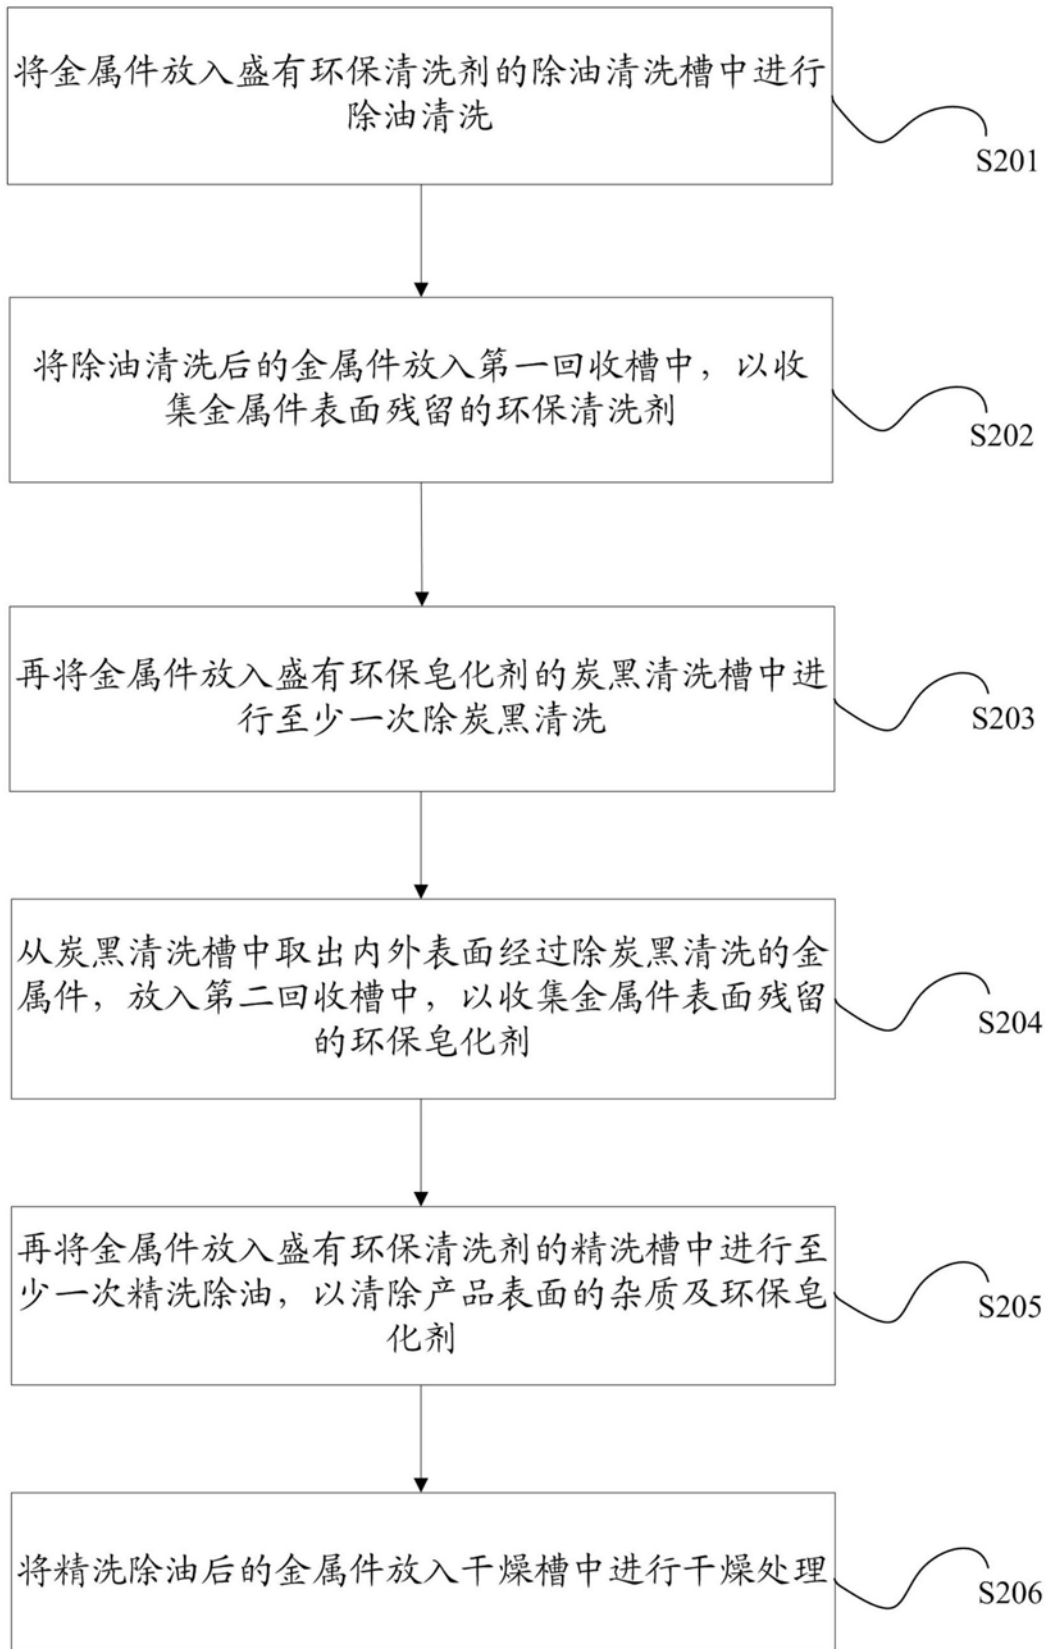 将金属件放入盛有环保清洗剂的除油清洗槽中进行
除油清洗
S201
将除油清洗后的金属件放入第一回收槽中，以收
集金属件表面残留的环保清洗剂
S202
再将金属件放入盛有环保皂化剂的炭黑清洗槽中进
行至少一次除炭黑清洗
S203
从炭黑清洗槽中取出内外表面经过除炭黑清洗的金
属件，放入第二回收槽中，以收集金属件表面残留
的环保皂化剂
S204
再将金属件放入盛有环保清洗剂的精洗槽中进行至
少一次精洗除油，以清除产品表面的杂质及环保皂
化剂
S205
将精洗除油后的金属件放入干燥槽中进行干燥处理
S206